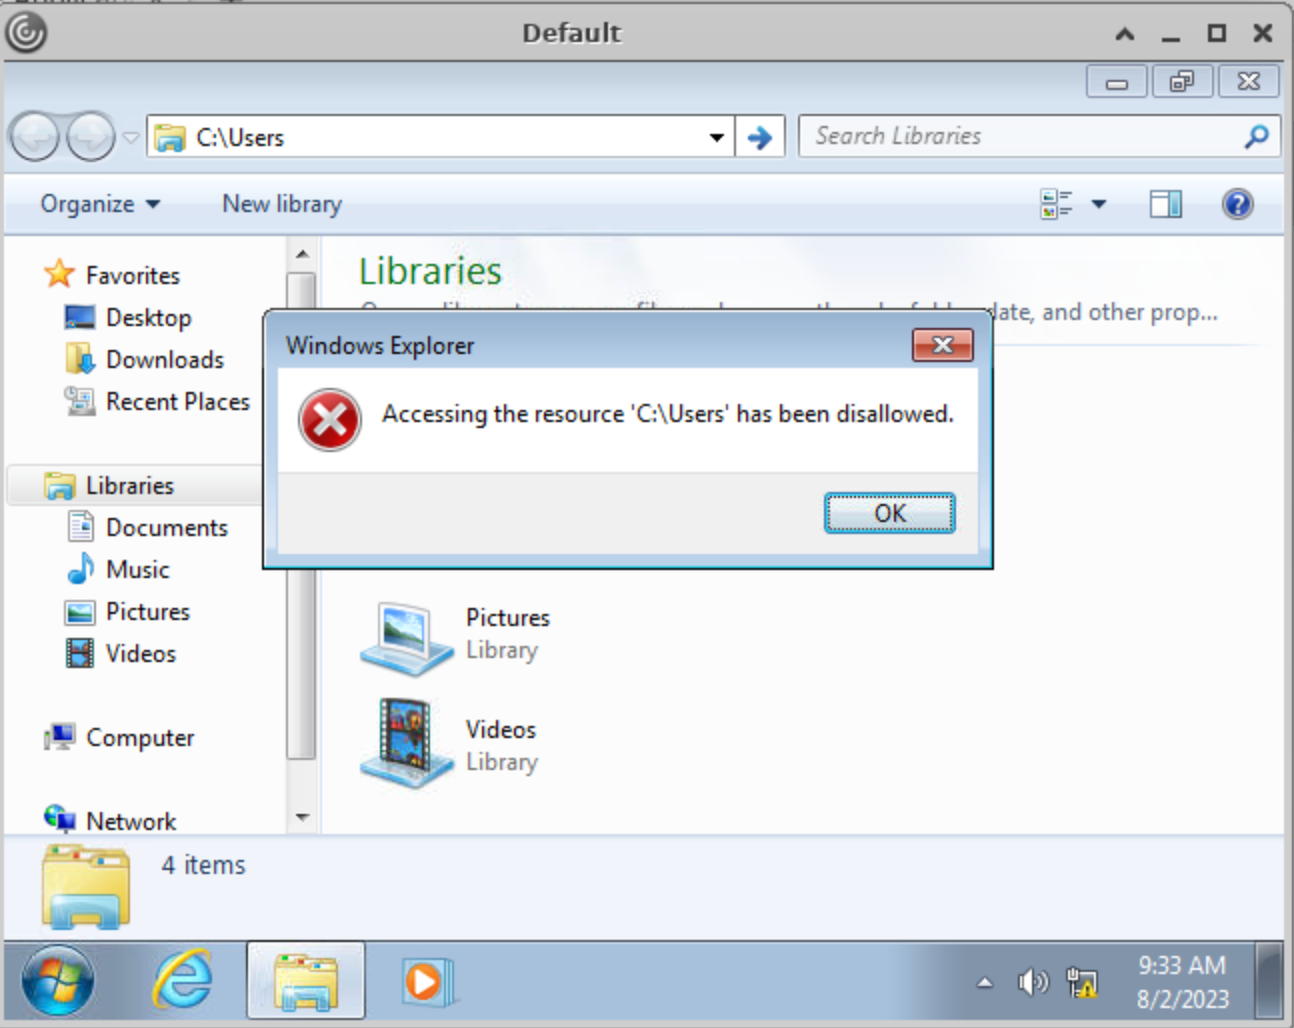 Default
C:\Users
Search Libraries
Organize
New library
Favorites
Desktop
Downloads
Recent Places
Libraries
Documents
Music
Pictures
Videos
Computer
Network
Libraries
date, and other prop...
Windows Explorer
Accessing the resource 'C:\Users' has been disallowed.
OK
Pictures
Library
Videos
Library
4 items
9:33 AM
8/2/2023